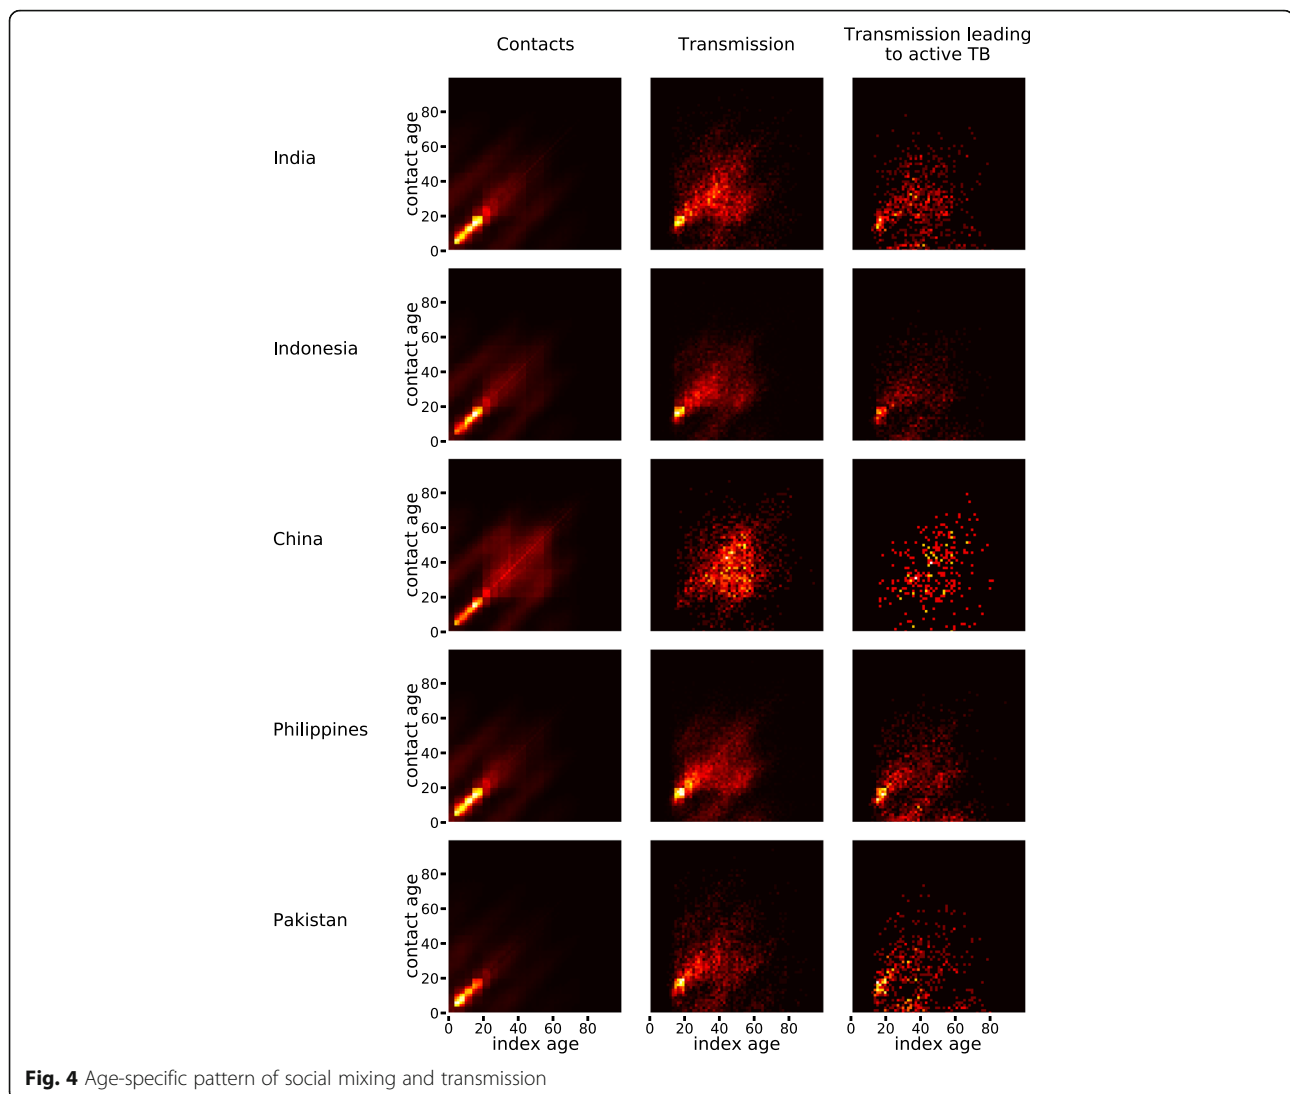 Contacts
Transmission
Transmission leading
to active TB
India
contact age
80
60
40
20
0
Indonesia
contact age
80
60
40
20
0
China
contact age
80
60
40
20
0
Philippines
contact age
80
60
40
20
0
Pakistan
contact age
80
60
40
20
0
0 20 40 60 80
index age
0 20 40 60 80
index age
0 20 40 60 80
index age
Fig. 4 Age-specific pattern of social mixing and transmission